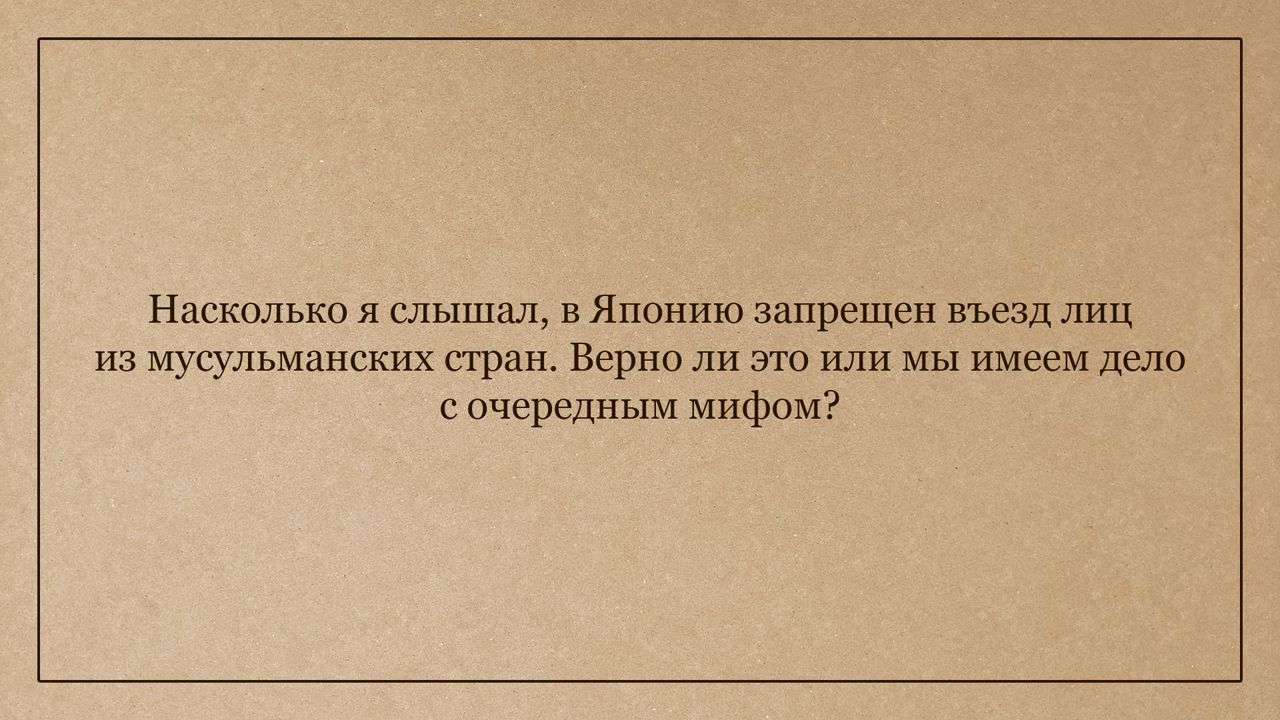 Насколько я слышал, в Японию запрещен въезд лиц
из мусульманских стран. Верно ли это или мы имеем дело
с очередным мифом?